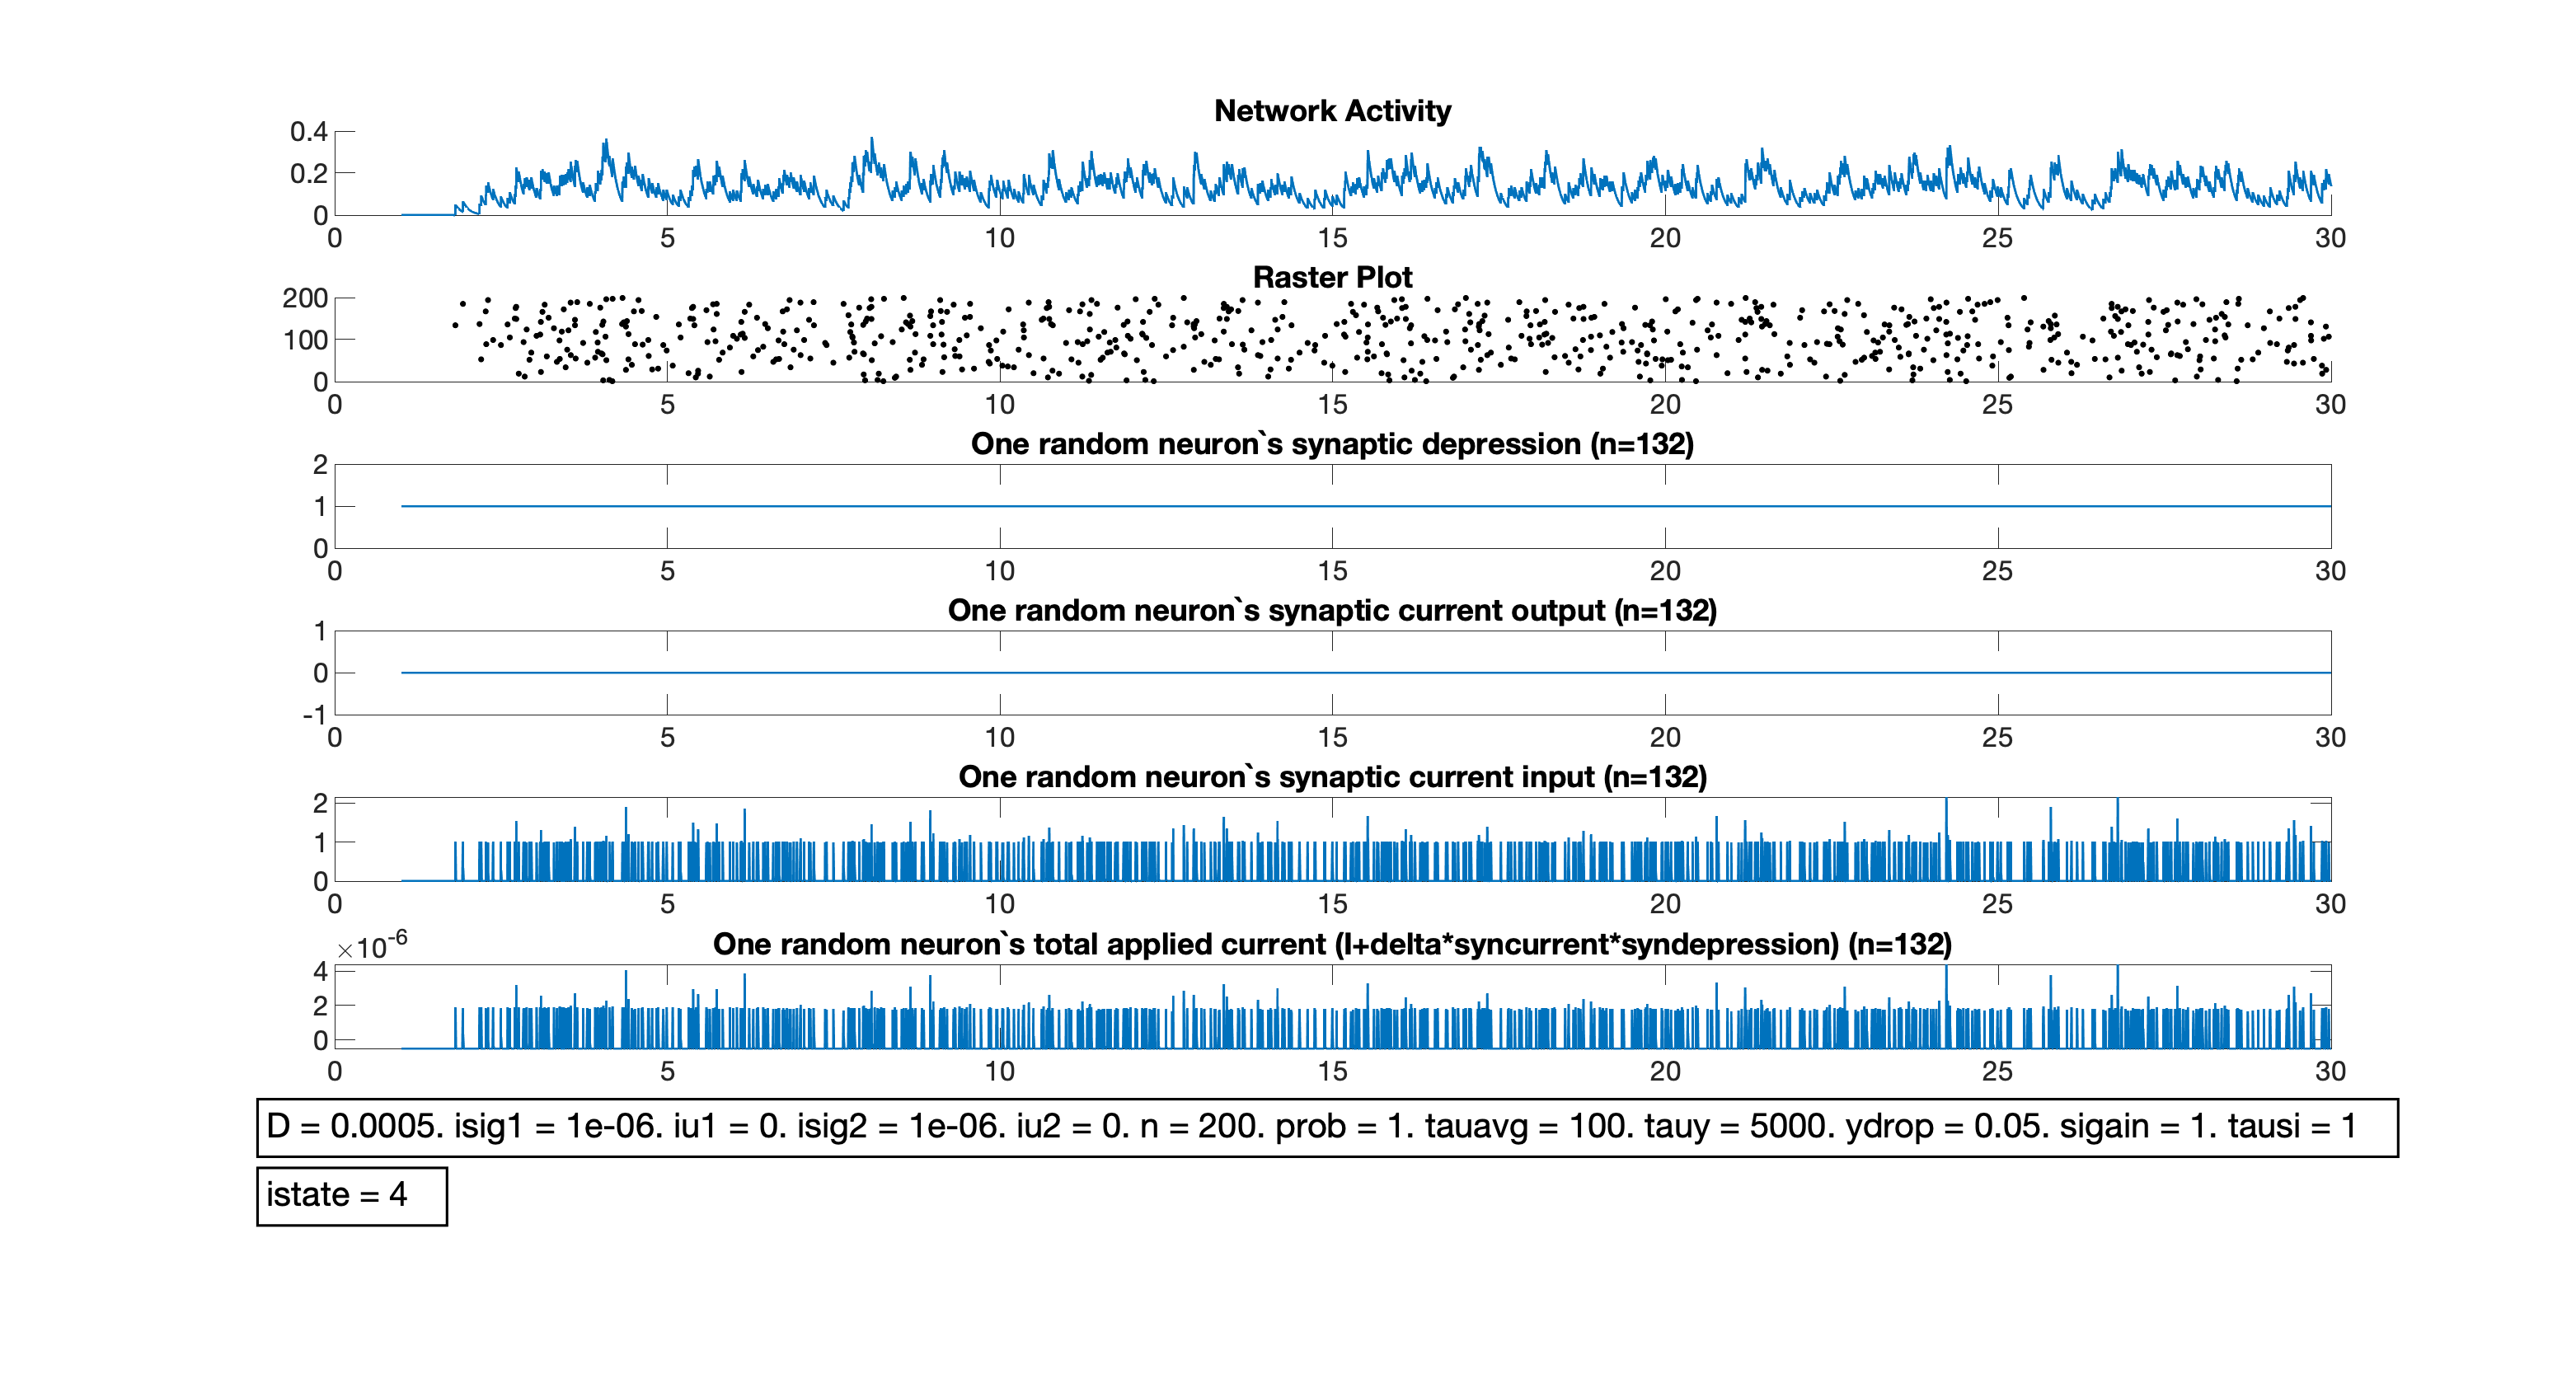 Network Activity
0.4
0.2
0
0 5 10 15 20 25 30
Raster Plot
200
100
0
0 5 10 15 20 25 30
One random neuron`s synaptic depression (n=132)
2
1
0
0 5 10 15 20 25 30
One random neuron`s synaptic current output (n=132)
1
0
-1
0 5 10 15 20 25 30
One random neuron`s synaptic current input (n=132)
2
1
0
0 5 10 15 20 25 30
×10-6
One random neuron`s total applied current (I+delta*syncurrent*syndepression) (n=132)
4
2
0
0 5 10 15 20 25 30
D = 0.0005. isig1 = 1e-06. iu1 = 0. isig2 = 1e-06. iu2 = 0. n = 200. prob = 1. tauavg = 100. tauy = 5000. ydrop = 0.05. sigain = 1. tausi = 1
istate = 4